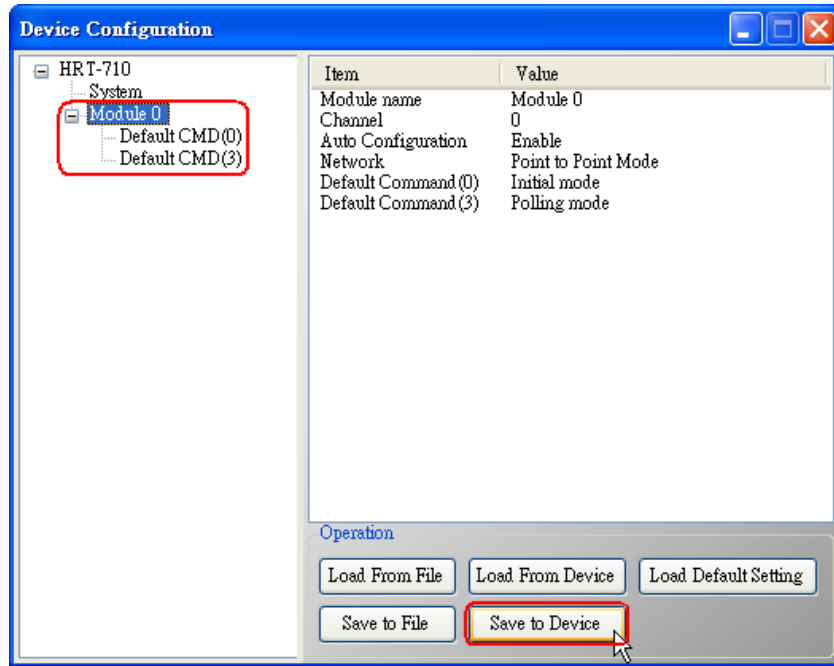 Device Configuration
HRT-710
System
Module 0
Default CMD(0)
Default CMD(3)
Item Value
Module name Module 0
Channel 0
Auto Configuration Enable
Network Point to Point Mode
Default Command(0) Initial mode
Default Command(3) Polling mode
Operation
Load From File Load From Device Load Default Setting
Save to File Save to Device